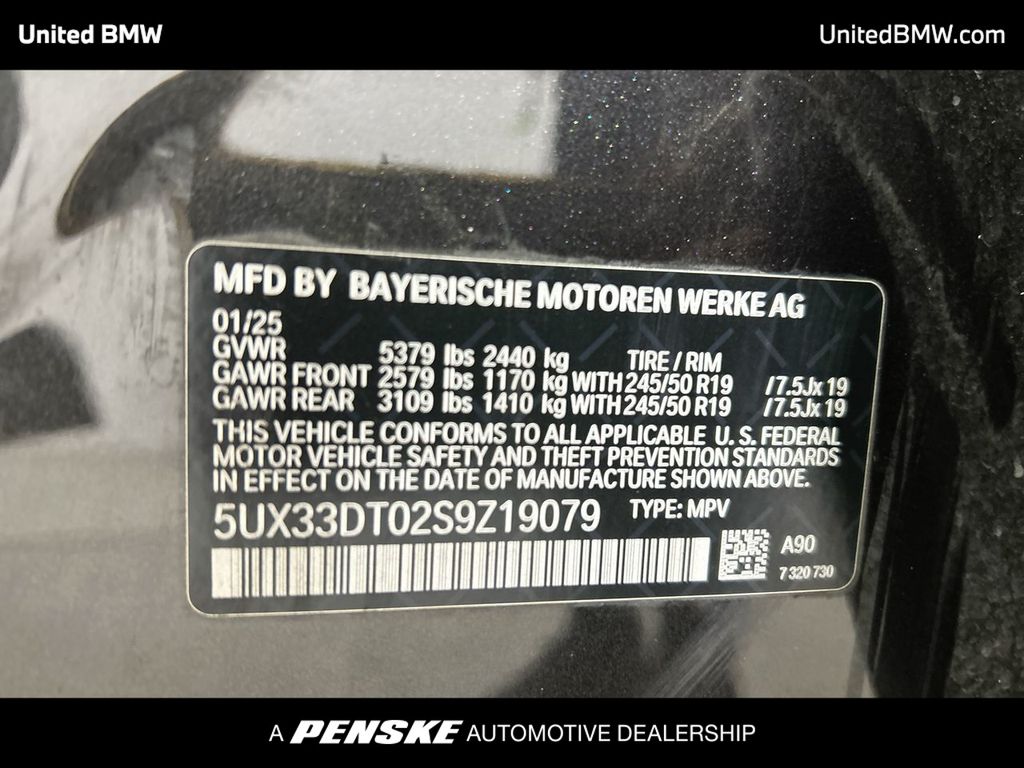 United BMW
UnitedBMW.com
MFD BY BAYERISCHE MOTOREN WERKE AG
01/25
GVWR 5379 lbs 2440 kg TIRE / RIM
GAWR FRONT 2579 lbs 1170 kg WITH 245/50 R19 /7.5Jx 19
GAWR REAR 3109 lbs 1410 kg WITH 245/50 R19 /7.5Jx 19
THIS VEHICLE CONFORMS TO ALL APPLICABLE U. S. FEDERAL
MOTOR VEHICLE SAFETY AND THEFT PREVENTION STANDARDS
IN EFFECT ON THE DATE OF MANUFACTURE SHOWN ABOVE.
5UX33DT02S9Z19079 TYPE: MPV
A90
7 320 730
A PENSKE AUTOMOTIVE DEALERSHIP